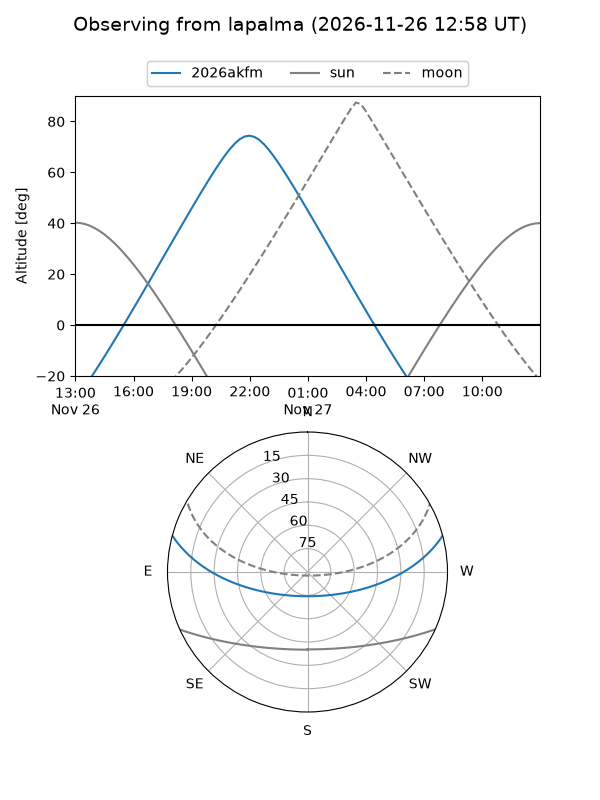 Observing from lapalma (2026-11-26 12:58 UT)
2026akfm sun moon
Altitude [deg]
80
60
40
20
0
−20
13:00 16:00 19:00 22:00 01:00 04:00 07:00 10:00
Nov 26 Nov 27
N
NE NW
15
30
45
60
75
E W
SE SW
S